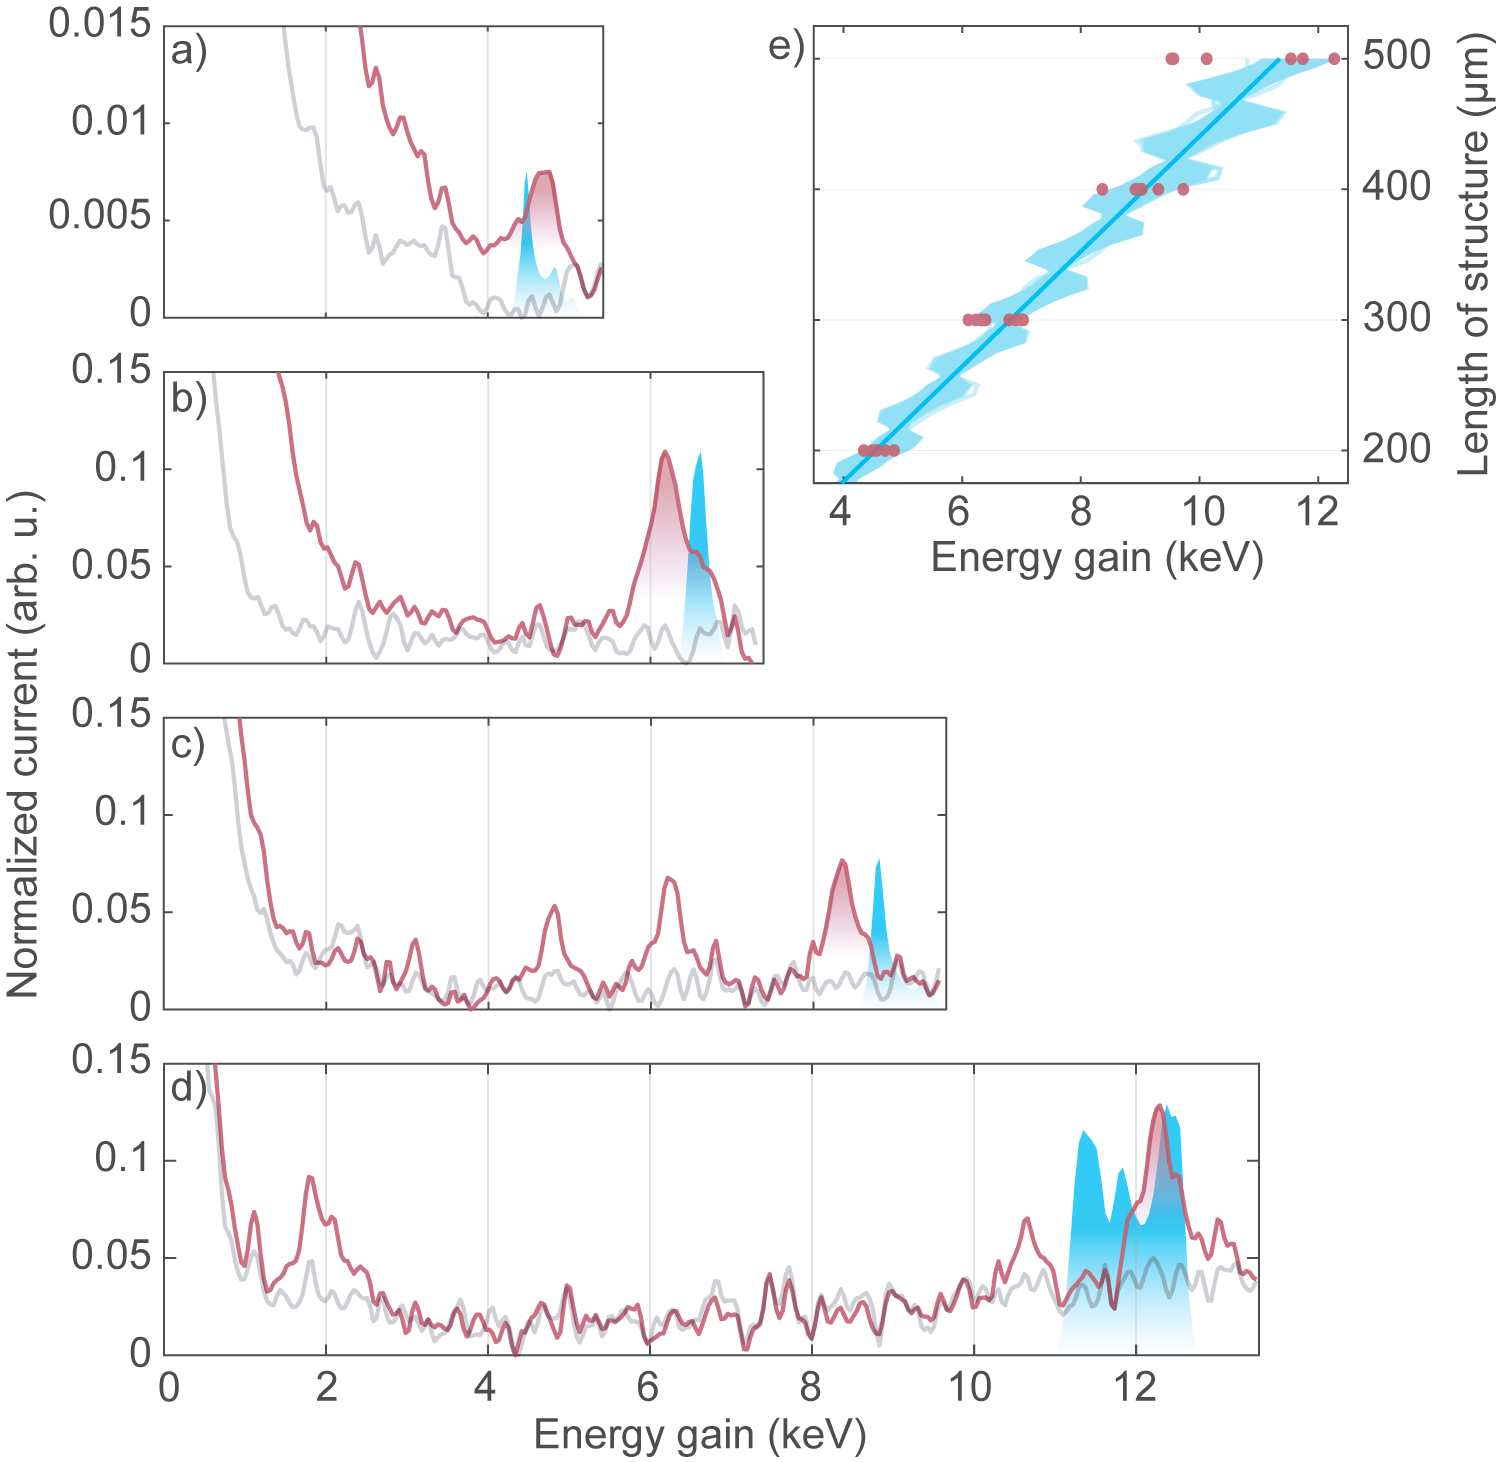 a)
0.015
0.01
0.005
0
b)
0.15
0.1
0.05
0
c)
0.15
0.1
0.05
0
d)
0.15
0.1
0.05
0
0 2 4 6 8 10 12
Energy gain (keV)
Normalized current (arb. u.)
e)
500
400
300
200
Length of structure (μm)
4 6 8 10 12
Energy gain (keV)